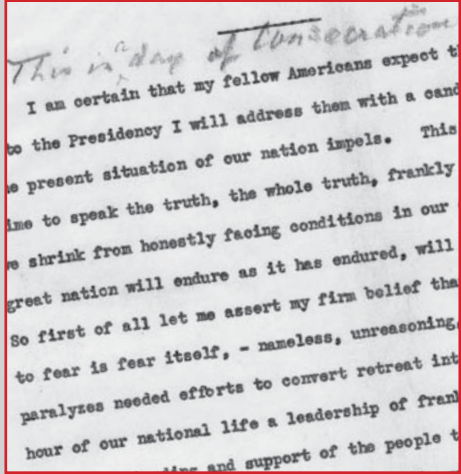 This is a day of Consecration
I am certain that my fellow Americans expect th
to the Presidency I will address them with a cand
e present situation of our nation impels. This
ime to speak the truth, the whole truth, frankly
e shrink from honestly facing conditions in our
great nation will endure as it has endured, will
So first of all let me assert my firm belief tha
to fear is fear itself, - nameless, unreasoning,
paralyzes needed efforts to convert retreat int
hour of our national life a leadership of frank
and support of the people t